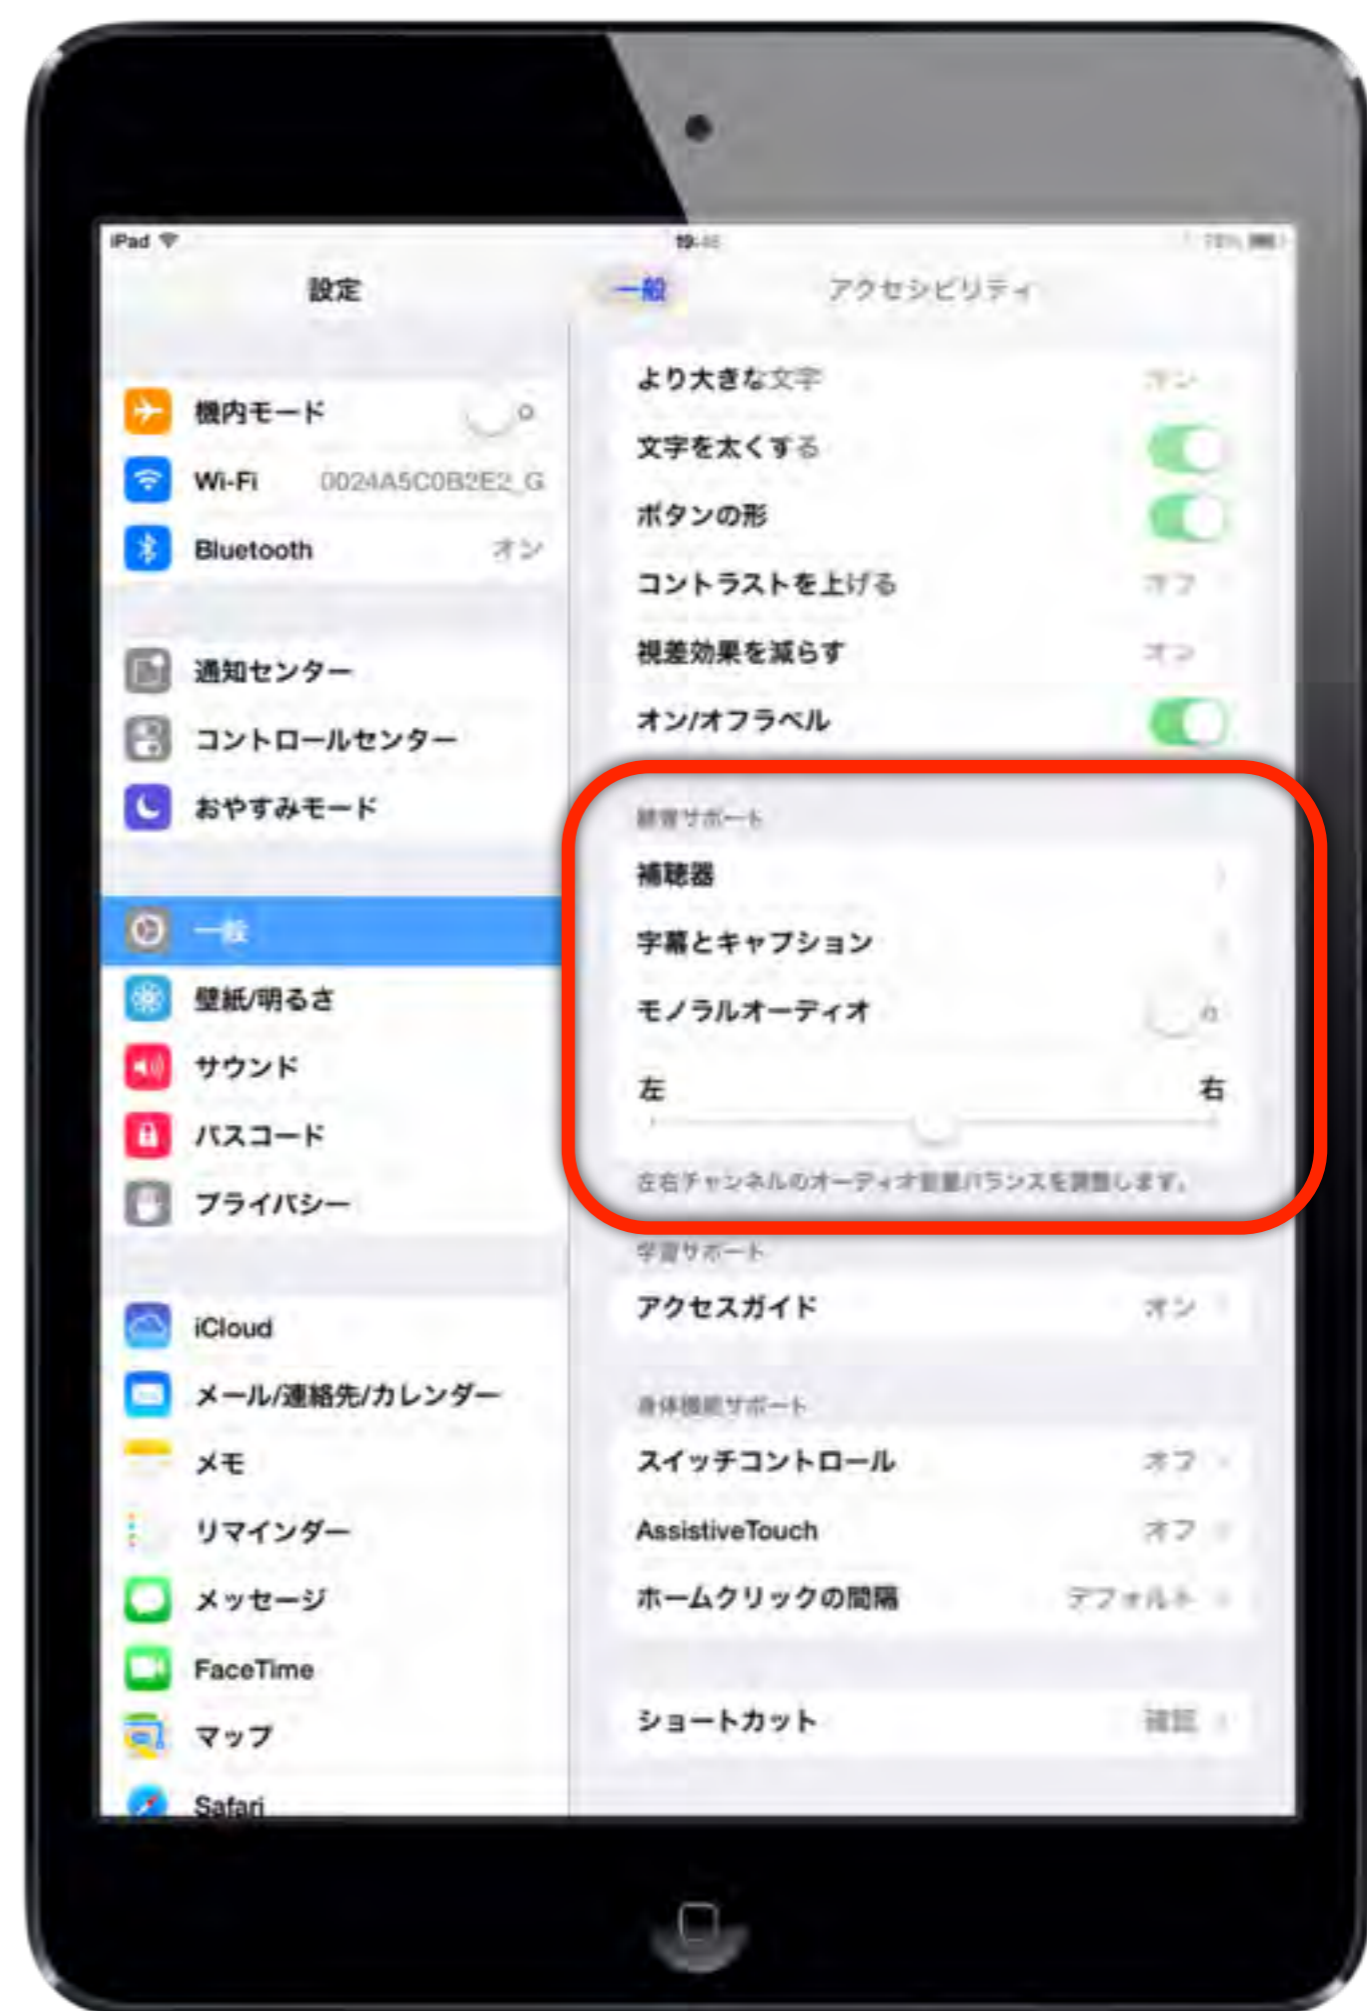 iPad
設定
機内モード
Wi-Fi 0024A5C0B2E2_G
Bluetooth オン
通知センター
コントロールセンター
おやすみモード
一般
壁紙/明るさ
サウンド
パスコード
プライバシー
iCloud
メール/連絡先/カレンダー
メモ
リマインダー
メッセージ
FaceTime
マップ
Safari
一般 アクセシビリティ
より大きな文字 オン
文字を太くする
ボタンの形
コントラストを上げる オフ
視差効果を減らす
オン/オフラベル
聴覚サポート
補聴器
字幕とキャプション
モノラルオーディオ
左 右
左右チャンネルのオーディオ音量バランスを調整します。
学習サポート
アクセスガイド オン
身体機能サポート
スイッチコントロール オフ
AssistiveTouch オフ
ホームクリックの間隔 デフォルト
ショートカット 確認